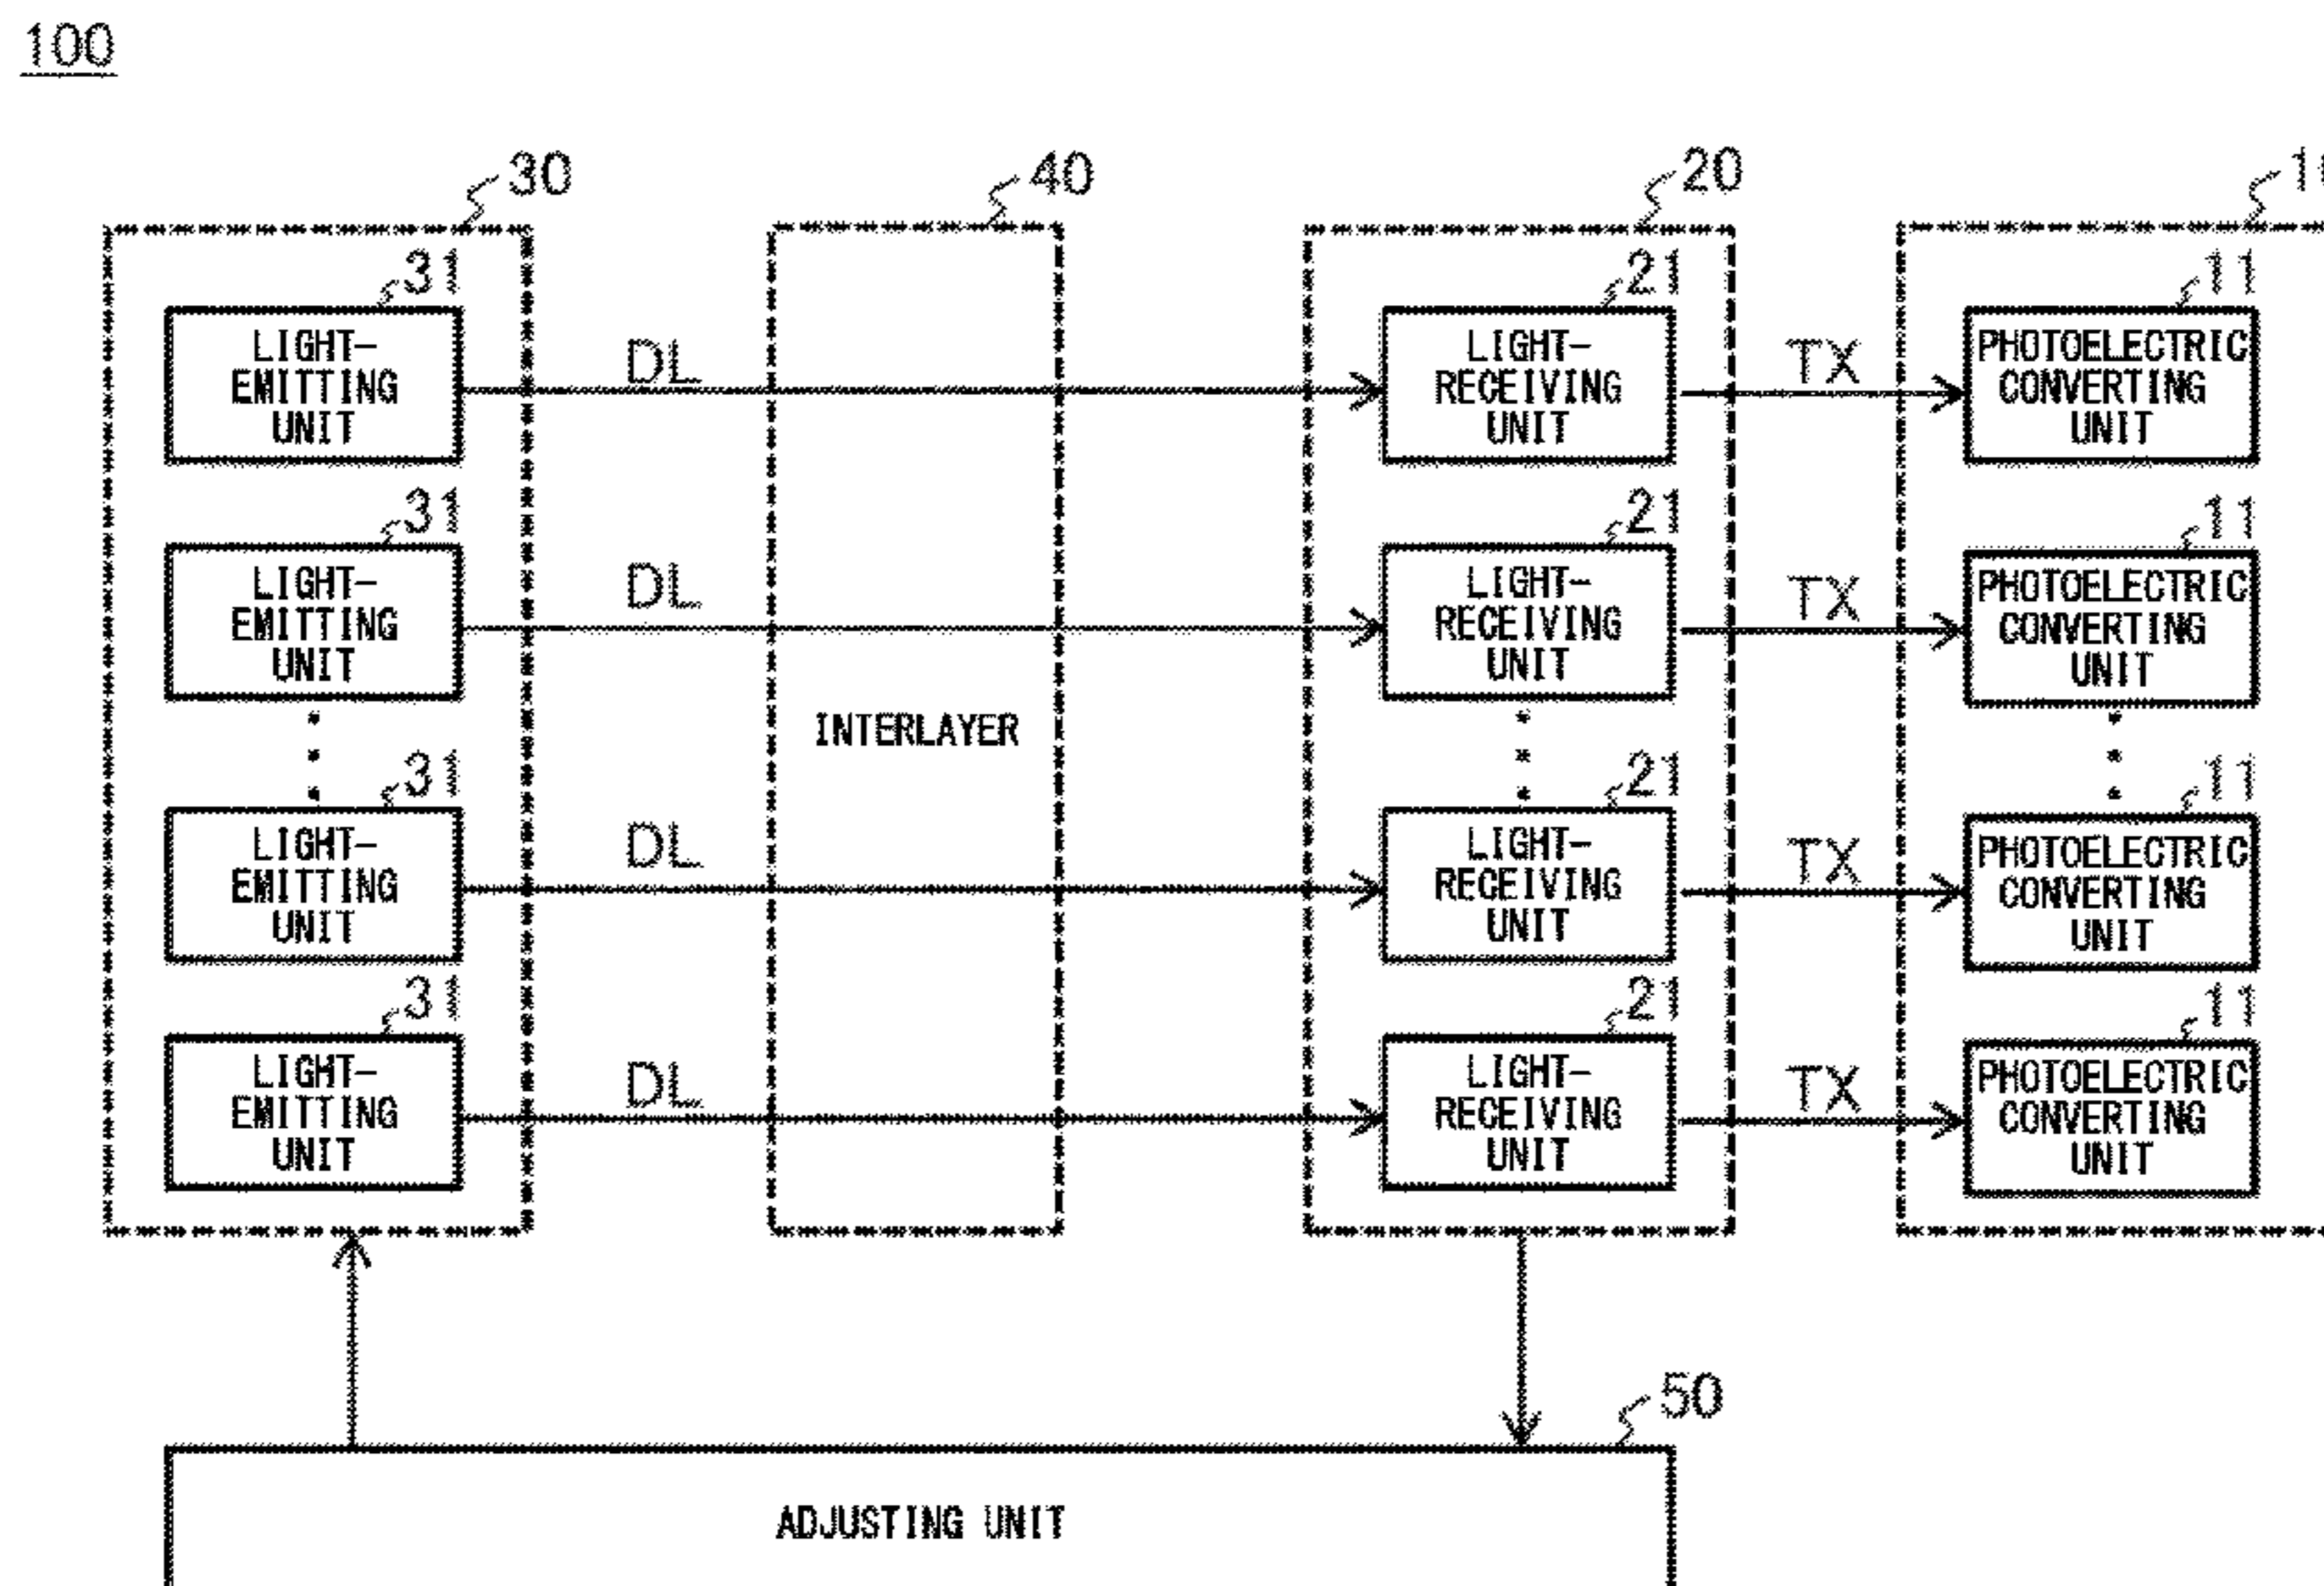 100
30
40
20
31
LIGHT-
EMITTING
UNIT
DL
21
LIGHT-
RECEIVING
UNIT
TX
11
PHOTOELECTRIC
CONVERTING
UNIT
31
LIGHT-
EMITTING
UNIT
DL
21
LIGHT-
RECEIVING
UNIT
TX
11
PHOTOELECTRIC
CONVERTING
UNIT
INTERLAYER
31
LIGHT-
EMITTING
UNIT
DL
21
LIGHT-
RECEIVING
UNIT
TX
11
PHOTOELECTRIC
CONVERTING
UNIT
31
LIGHT-
EMITTING
UNIT
DL
21
LIGHT-
RECEIVING
UNIT
TX
11
PHOTOELECTRIC
CONVERTING
UNIT
50
ADJUSTING UNIT